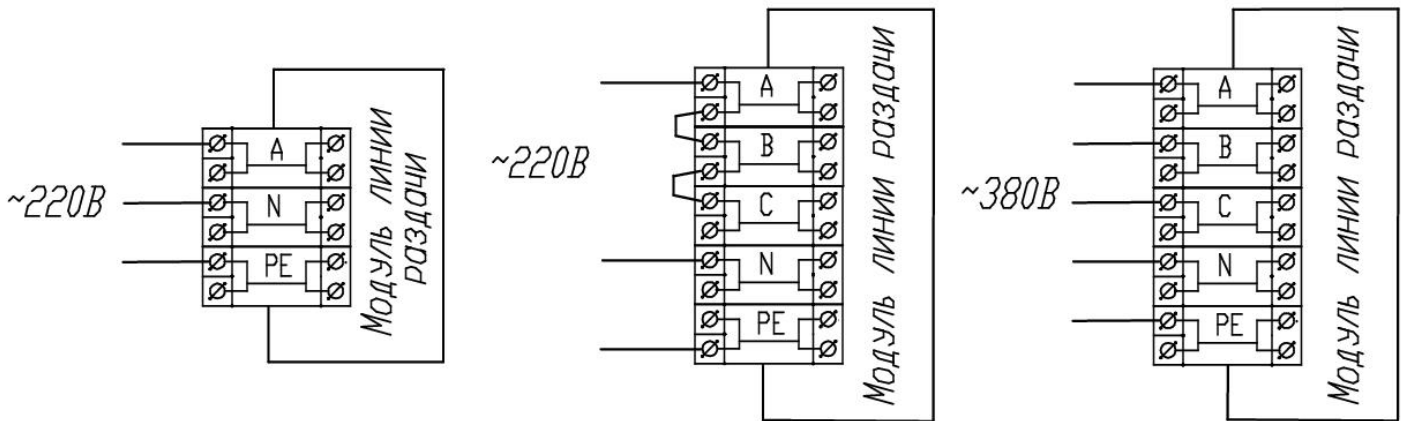 ~220В
A
N
PE
Модуль линии
раздачи
~220В
A
B
C
N
PE
Модуль линии раздачи
~380В
A
B
C
N
PE
Модуль линии раздачи